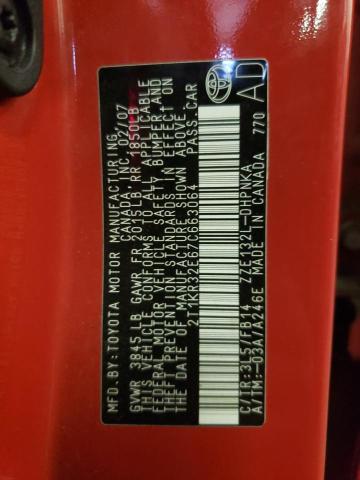 MFD.BY:TOYOTA MOTOR MANUFACTURING
CANADA, INC. 02/07
GVWR 3845LB GAWR FR 2015LB RR 1850LB
THIS VEHICLE CONFORMS TO ALL APPLICABLE
FEDERAL MOTOR VEHICLE SAFETY, BUMPER, AND
THEFT PREVENTION STANDARDS IN EFFECT ON
THE DATE OF MANUFACTURE SHOWN ABOVE.
2T1KR32E67C663064 PASS.CAR
C/TR:3L5/FB14 ZZE132L-DHPNKA
A/TM:-03A/A246E MADE IN CANADA 770
AD